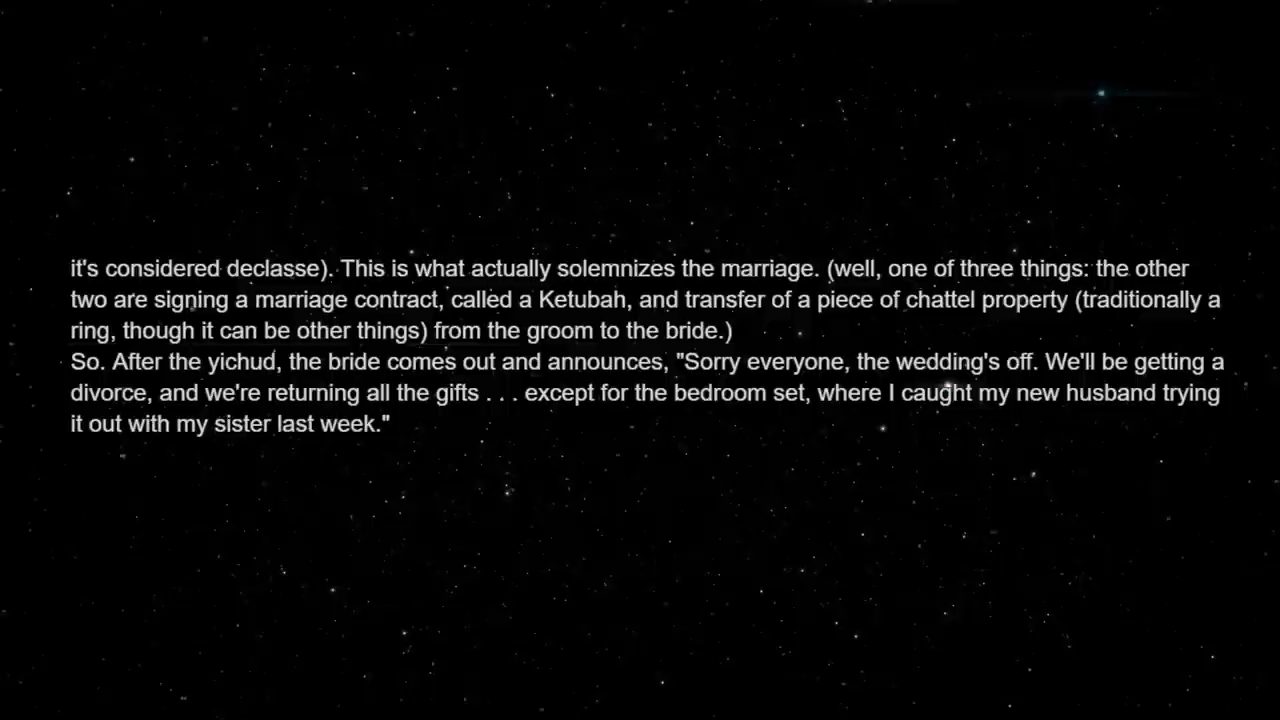 it's considered declasse). This is what actually solemnizes the marriage. (well, one of three things: the other
two are signing a marriage contract, called a Ketubah, and transfer of a piece of chattel property (traditionally a
ring, though it can be other things) from the groom to the bride.)
So. After the yichud, the bride comes out and announces, "Sorry everyone, the wedding's off. We'll be getting a
divorce, and we're returning all the gifts . . . except for the bedroom set, where I caught my new husband trying
it out with my sister last week."